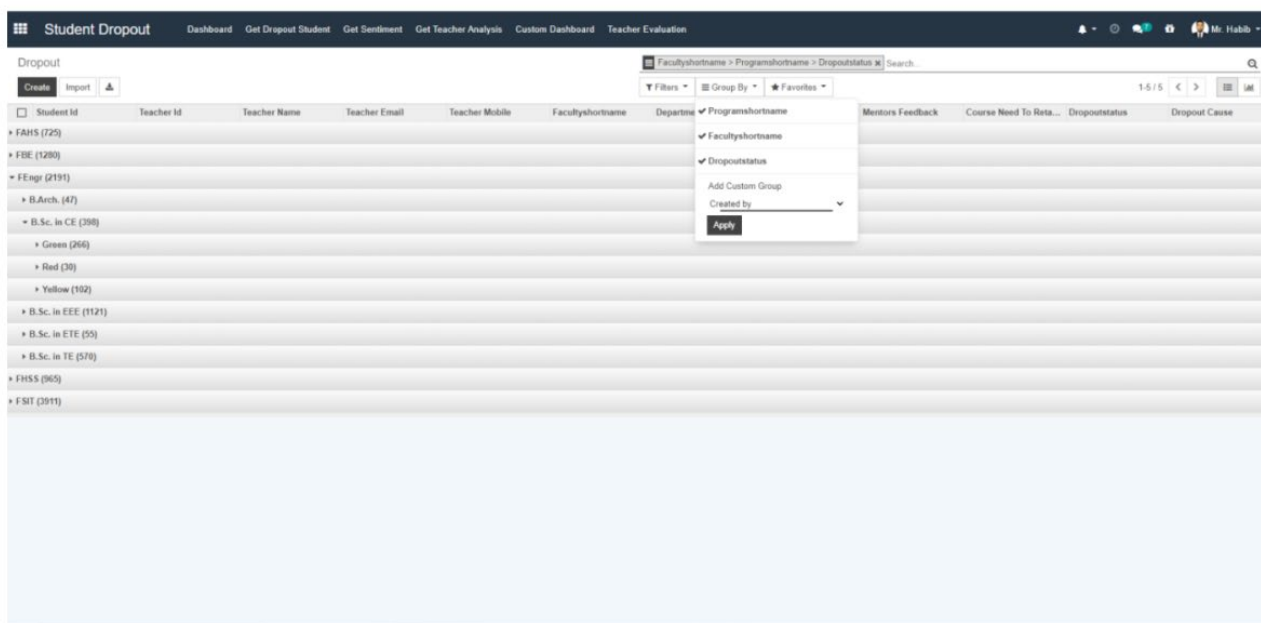 Student Dropout Dashboard Get Dropout Student Get Sentiment Get Teacher Analysis Custom Dashboard Teacher Evaluation Mr. Habib
Dropout
Facultyshortname > Programshortname > Dropoutstatus x Search...
Create Import
Filters Group By Favorites 1-5 / 5
Student Id Teacher Id Teacher Name Teacher Email Teacher Mobile Facultyshortname Departme Mentors Feedback Course Need To Reta... Dropoutstatus Dropout Cause
Programshortname
Facultyshortname
Dropoutstatus
Add Custom Group
Created by
Apply
FAHS (725)
FBE (1280)
FEngr (2191)
B.Arch. (47)
B.Sc. in CE (398)
Green (266)
Red (30)
Yellow (102)
B.Sc. in EEE (1121)
B.Sc. in ETE (55)
B.Sc. in TE (570)
FHSS (965)
FSIT (3911)